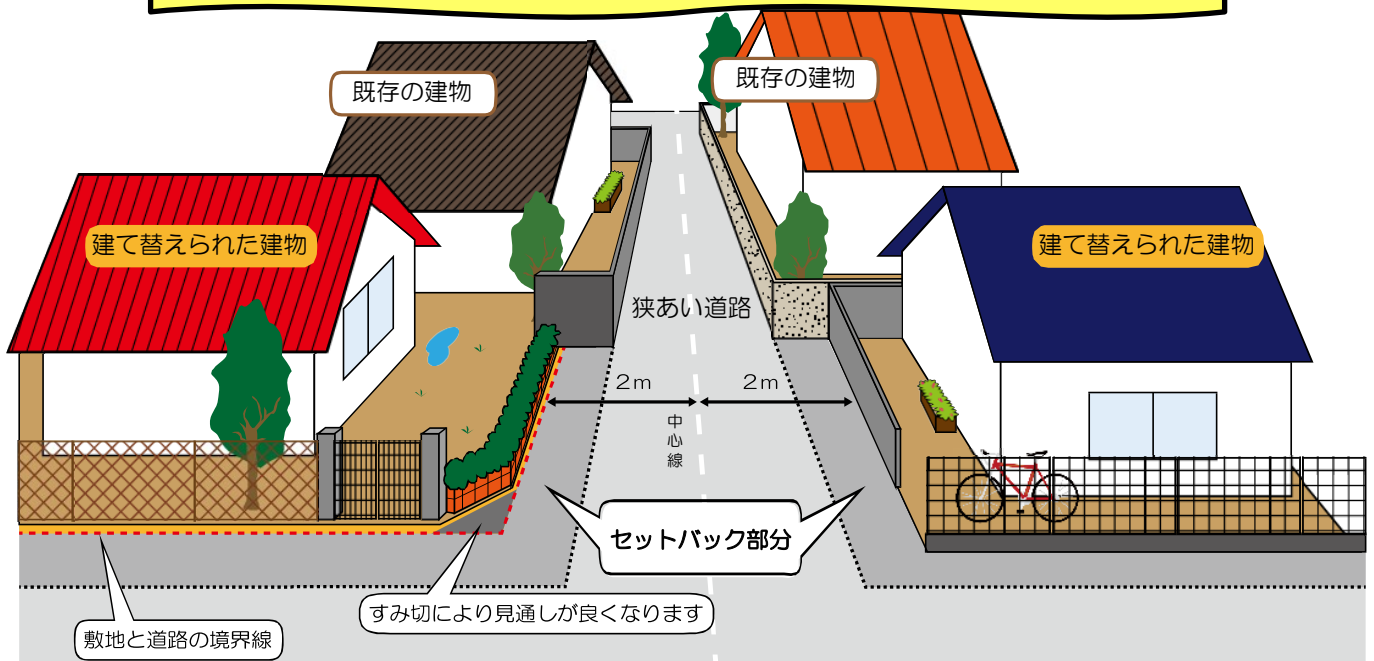 既存の建物
既存の建物
建て替えられた建物
建て替えられた建物
狭あい道路
2m
2m
中心線
セットバック部分
すみ切により見通しが良くなります
敷地と道路の境界線